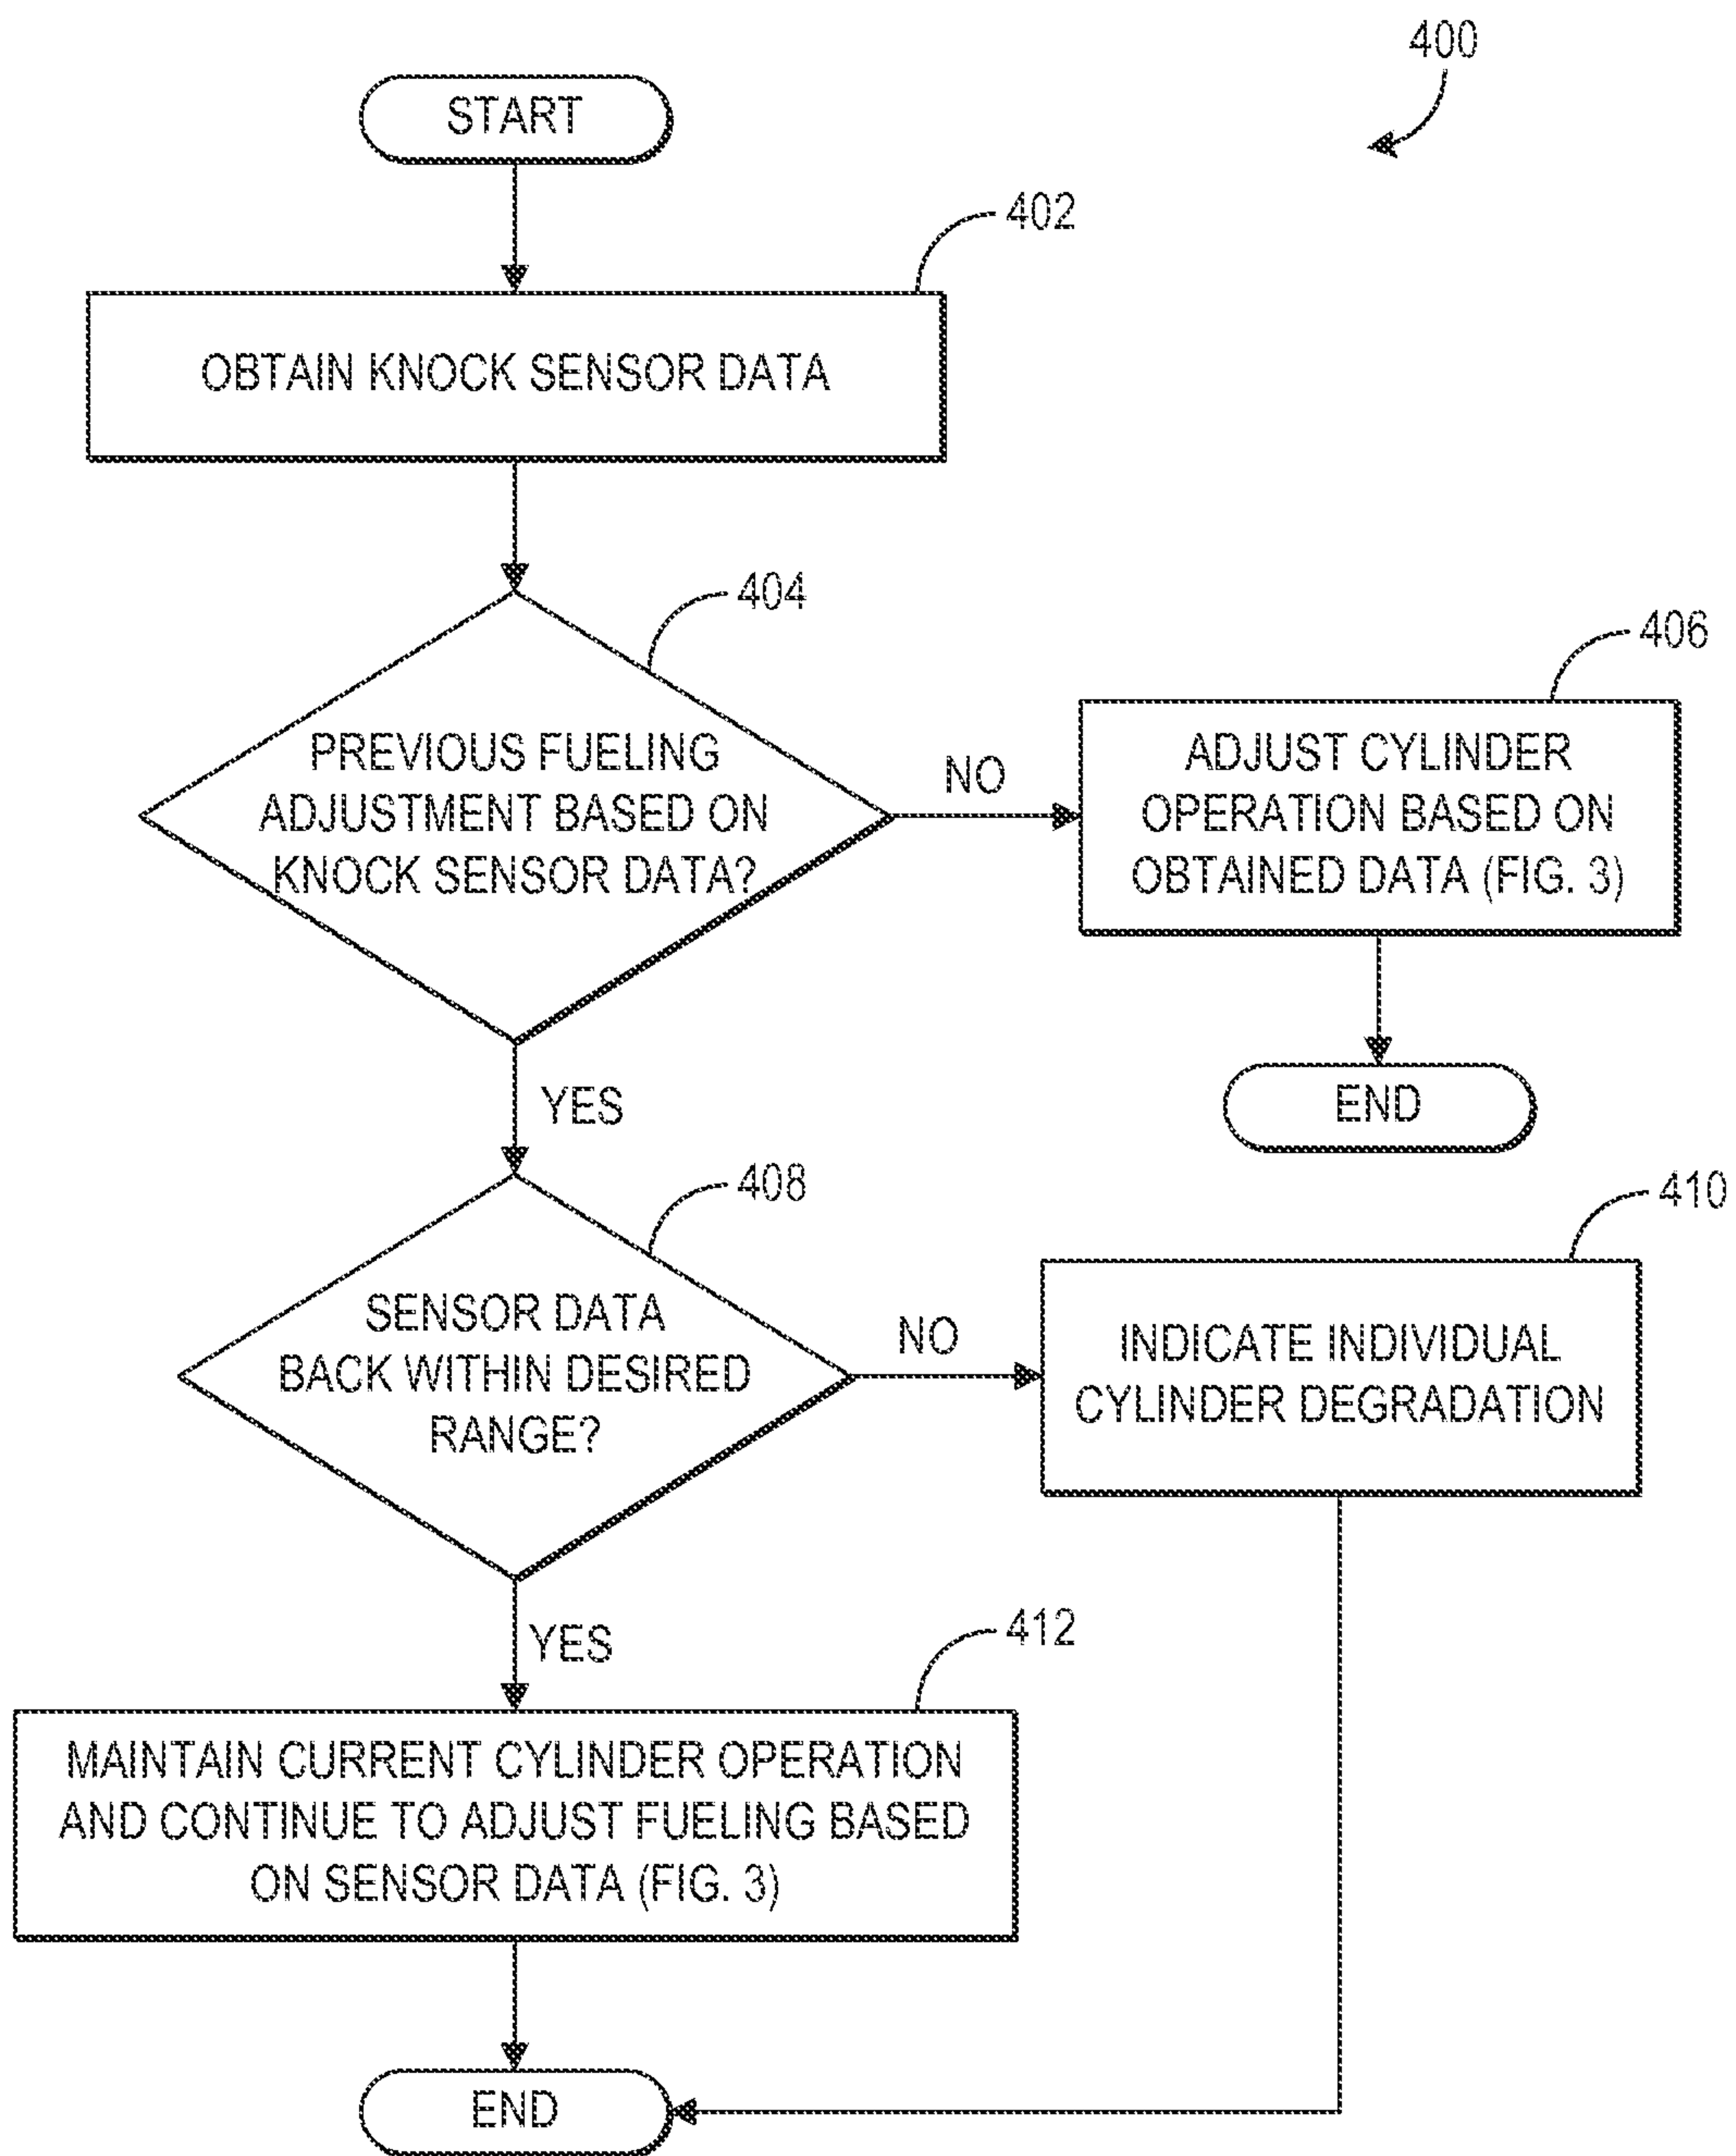 400
START
402
OBTAIN KNOCK SENSOR DATA
404
PREVIOUS FUELING
ADJUSTMENT BASED ON
KNOCK SENSOR DATA?
NO
406
ADJUST CYLINDER
OPERATION BASED ON
OBTAINED DATA (FIG. 3)
END
YES
408
SENSOR DATA
BACK WITHIN DESIRED
RANGE?
NO
410
INDICATE INDIVIDUAL
CYLINDER DEGRADATION
YES
412
MAINTAIN CURRENT CYLINDER OPERATION
AND CONTINUE TO ADJUST FUELING BASED
ON SENSOR DATA (FIG. 3)
END